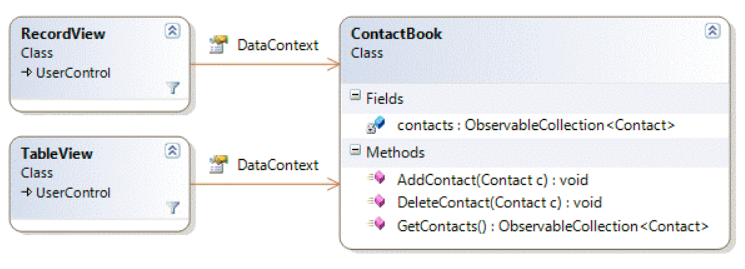 RecordView
Class
UserControl
DataContext
TableView
Class
UserControl
DataContext
ContactBook
Class
Fields
contacts : ObservableCollection<Contact>
Methods
AddContact(Contact c) : void
DeleteContact(Contact c) : void
GetContacts() : ObservableCollection<Contact>